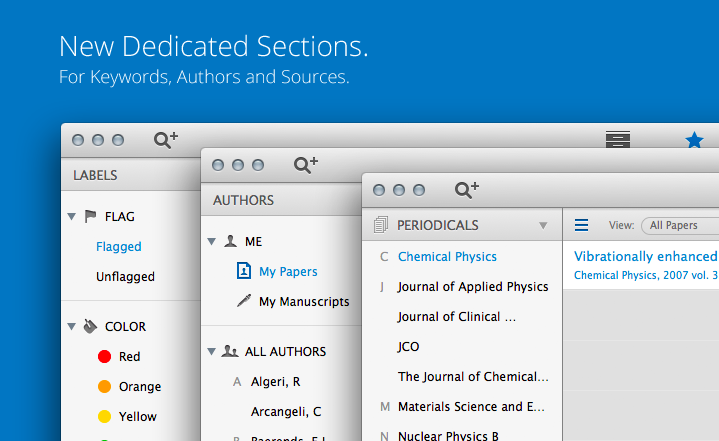 New Dedicated Sections.
For Keywords, Authors and Sources.
LABELS
FLAG
Flagged
Unflagged
COLOR
Red
Orange
Yellow
AUTHORS
ME
My Papers
My Manuscripts
ALL AUTHORS
A Algeri, R
Arcangeli, C
B Baerends, E J
PERIODICALS
C Chemical Physics
J Journal of Applied Physics
Journal of Clinical ...
JCO
The Journal of Chemical...
M Materials Science and E...
N Nuclear Physics B
View: All Papers
Vibrationally enhanced
Chemical Physics, 2007 vol. 3